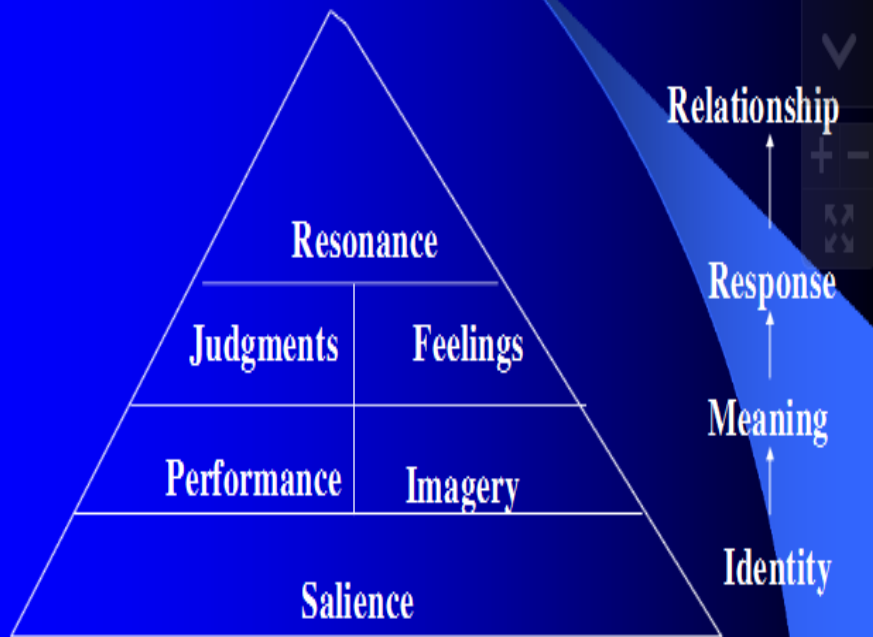 Relationship
Resonance
Response
Judgments Feelings
Meaning
Performance Imagery
Identity
Salience